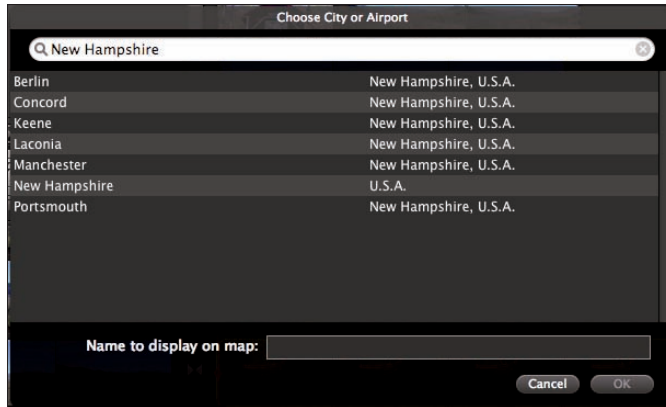 Choose City or Airport
New Hampshire
Berlin New Hampshire, U.S.A.
Concord New Hampshire, U.S.A.
Keene New Hampshire, U.S.A.
Laconia New Hampshire, U.S.A.
Manchester New Hampshire, U.S.A.
New Hampshire U.S.A.
Portsmouth New Hampshire, U.S.A.
Name to display on map:
Cancel OK